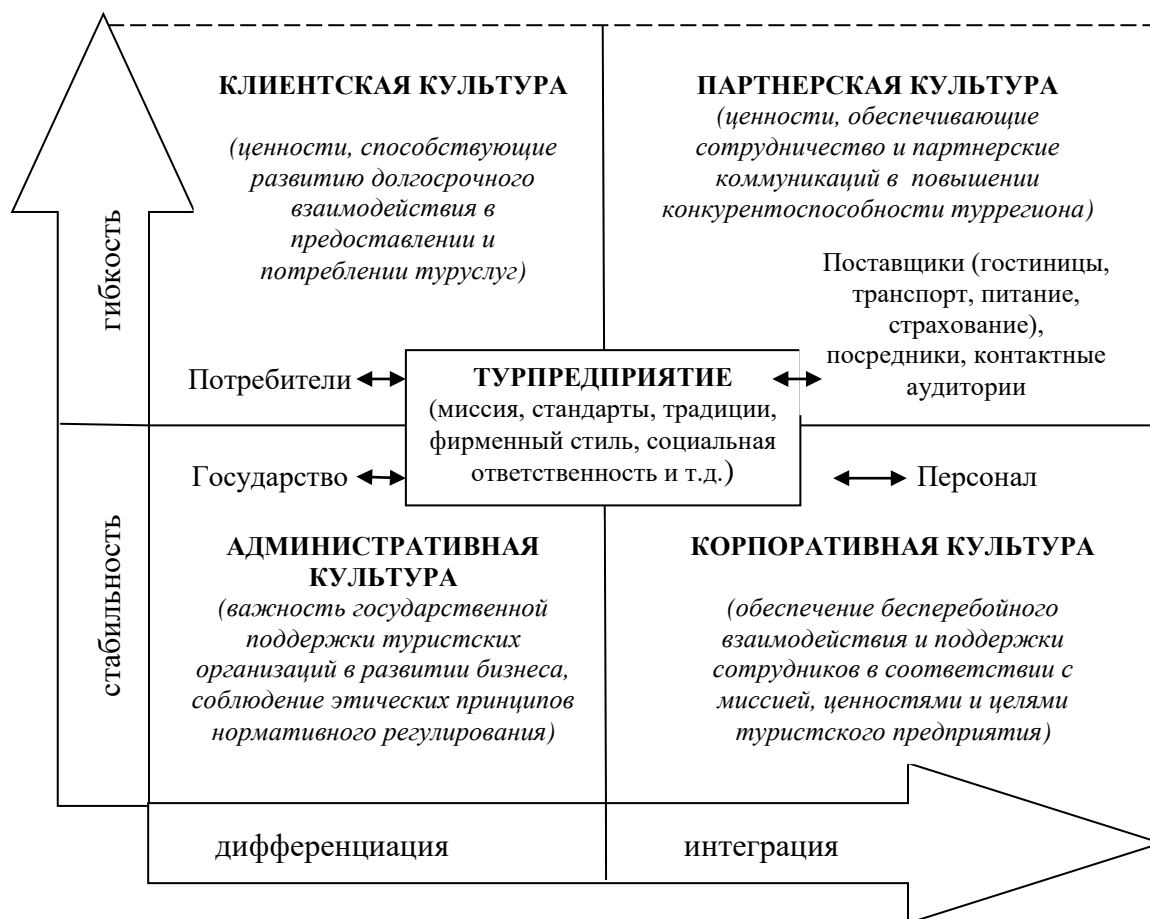 КЛИЕНТСКАЯ КУЛЬТУРА
(ценности, способствующие
развитию долгосрочного
взаимодействия в
предоставлении и
потреблении туруслуг)
ПАРТНЕРСКАЯ КУЛЬТУРА
(ценности, обеспечивающие
сотрудничество и партнерские
коммуникаций в повышении
конкурентоспособности туррегиона)
Поставщики (гостиницы,
транспорт, питание,
страхование),
посредники, контактные
аудитории
гибкость
Потребители
ТУРПРЕДПРИЯТИЕ
(миссия, стандарты, традиции,
фирменный стиль, социальная
ответственность и т.д.)
Государство
Персонал
стабильность
АДМИНИСТРАТИВНАЯ
КУЛЬТУРА
(важность государственной
поддержки туристских
организаций в развитии бизнеса,
соблюдение этических принципов
нормативного регулирования)
КОРПОРАТИВНАЯ КУЛЬТУРА
(обеспечение бесперебойного
взаимодействия и поддержки
сотрудников в соответствии с
миссией, ценностями и целями
туристского предприятия)
дифференциация
интеграция